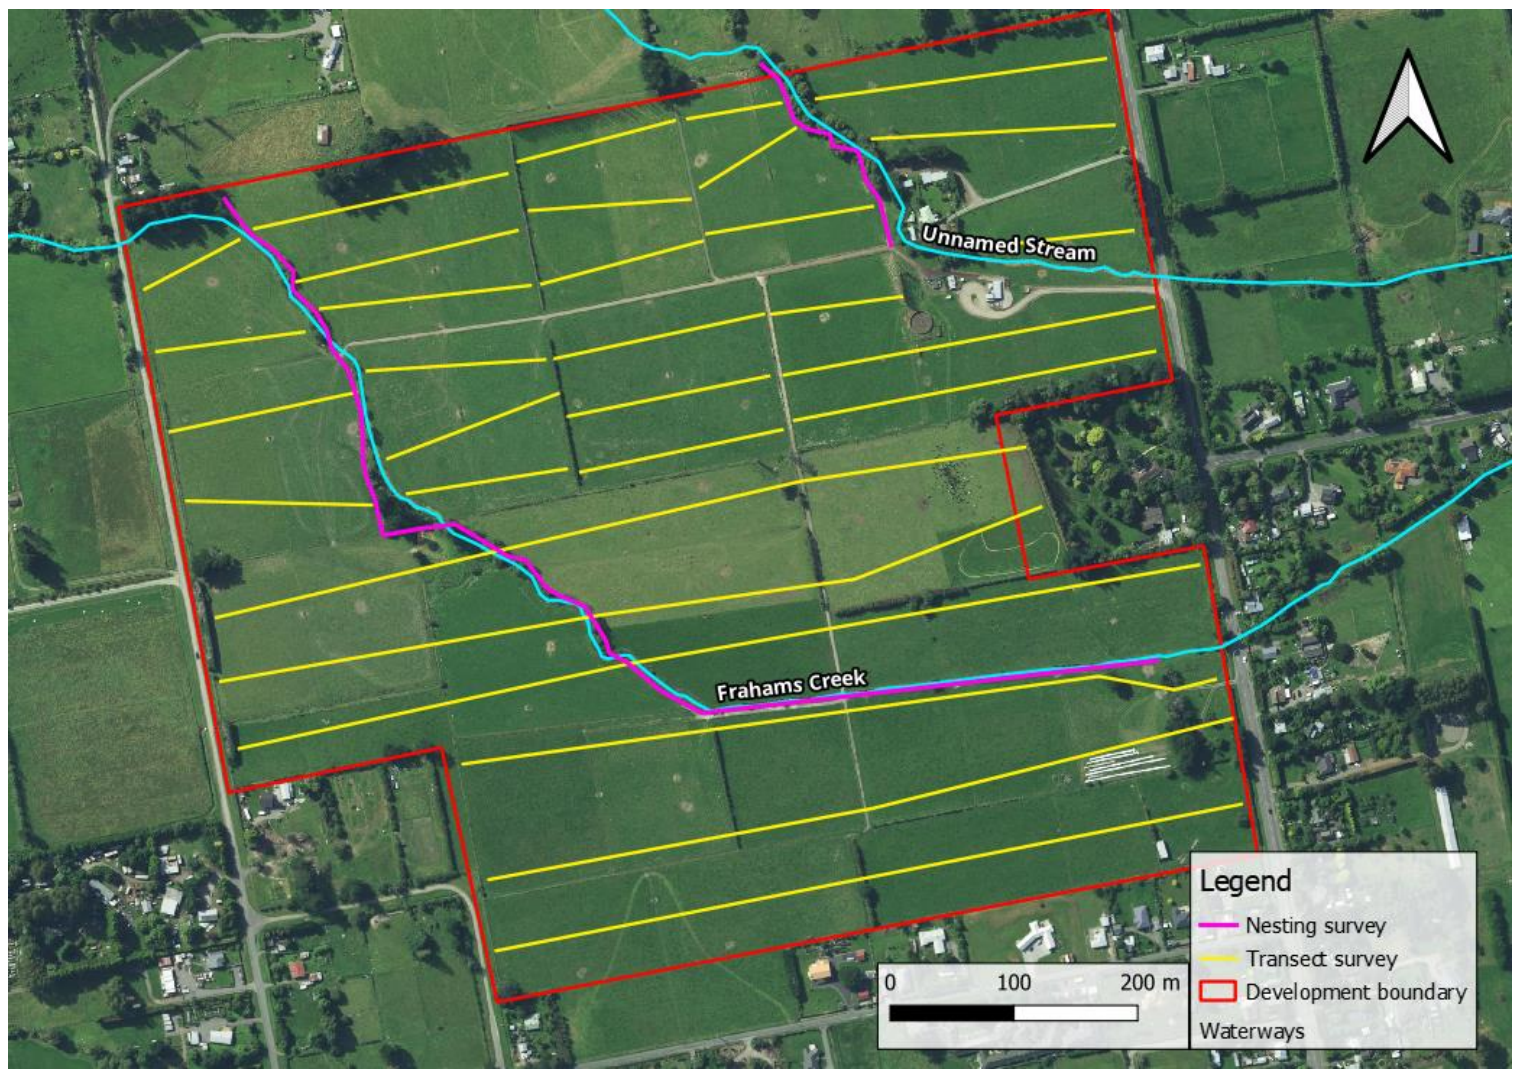 Unnamed Stream
Frahams Creek
Legend
Nesting survey
Transect survey
Development boundary
Waterways
0 100 200 m